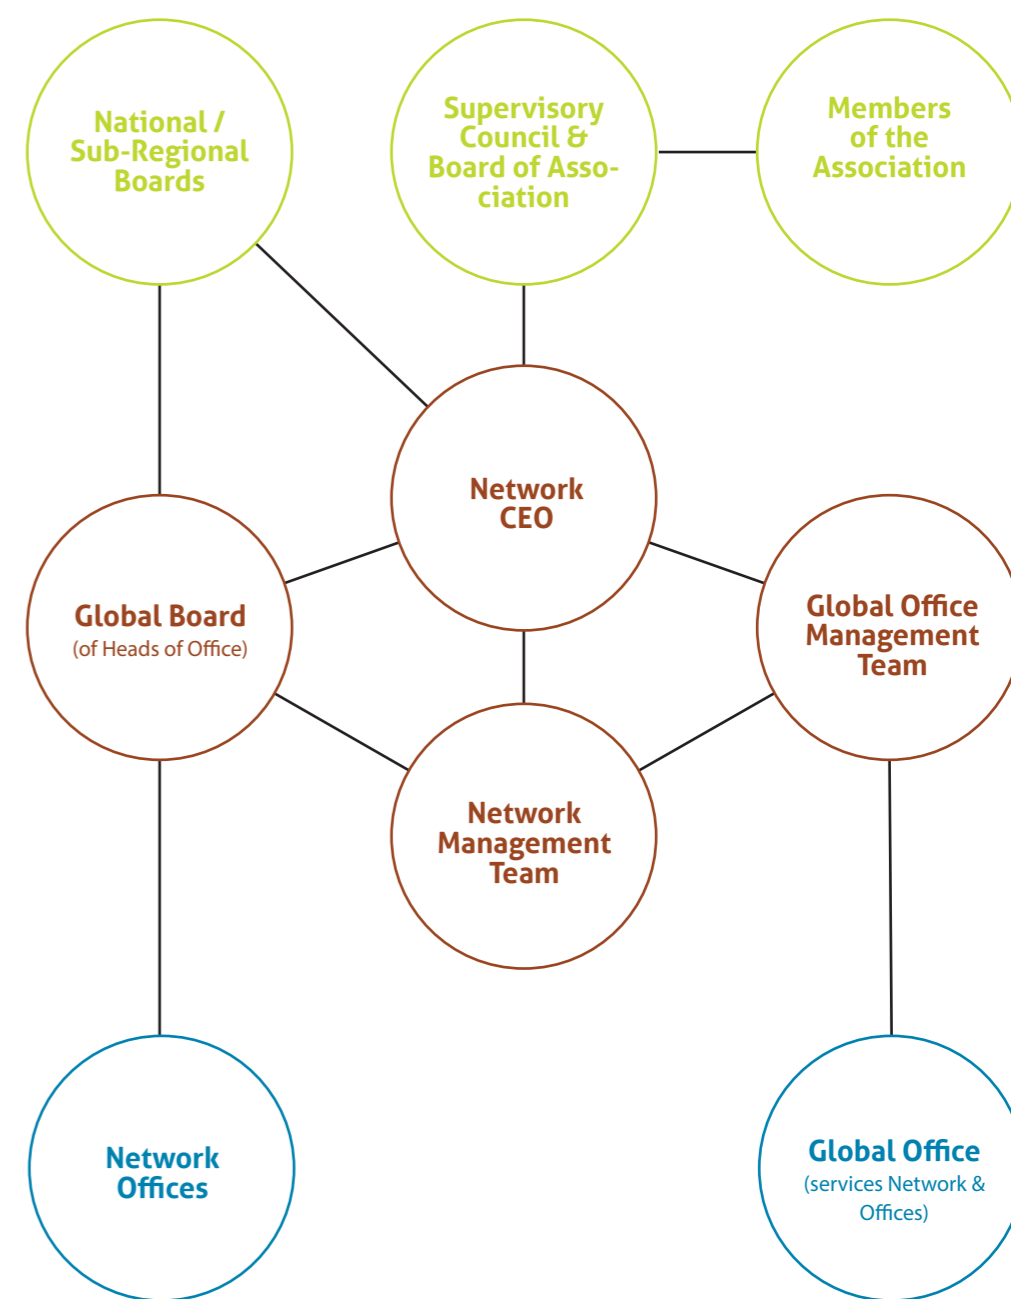 National /
Sub-Regional
Boards
Supervisory
Council &
Board of Asso-
ciation
Members
of the
Association
Network
CEO
Global Board
(of Heads of Office)
Global Office
Management
Team
Network
Management
Team
Network
Offices
Global Office
(services Network &
Offices)